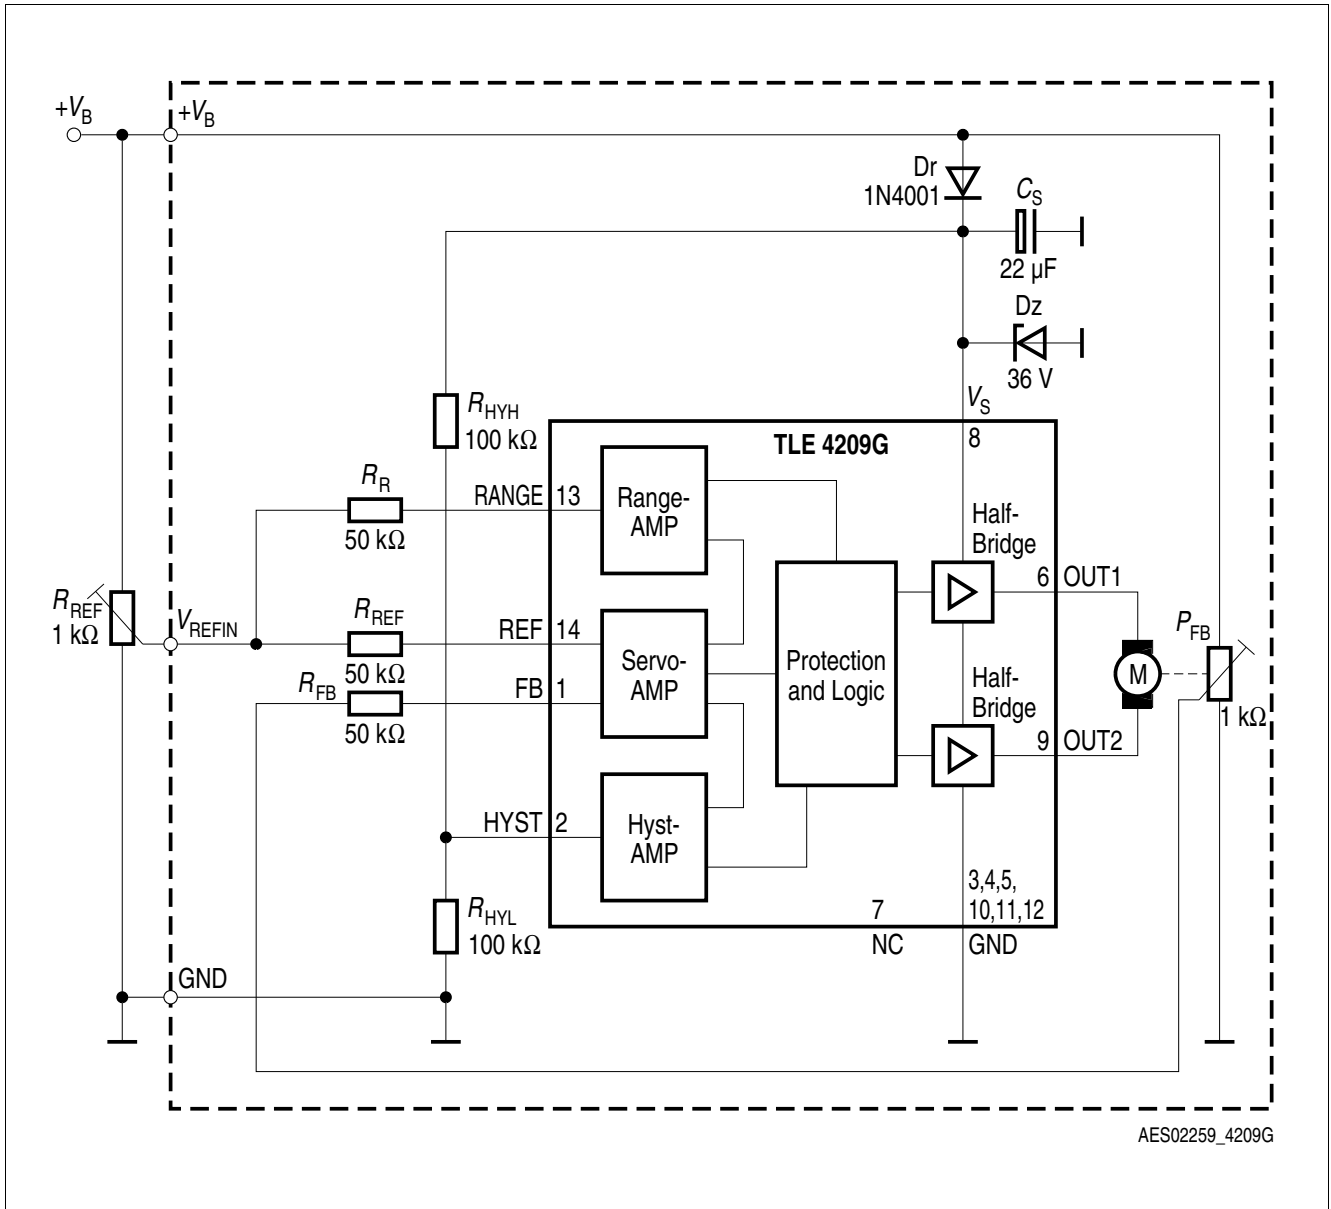 +VB
+VB
Dr
1N4001
CS
22 µF
Dz
36 V
VS
8
RHYH
100 kΩ
TLE 4209G
RR
50 kΩ
RANGE 13
Range-
AMP
Half-
Bridge
6 OUT1
RREF
1 kΩ
VREFIN
RREF
50 kΩ
REF 14
Servo-
AMP
Protection
and Logic
RFB
50 kΩ
FB 1
Half-
Bridge
M
PFB
1 kΩ
9 OUT2
HYST 2
Hyst-
AMP
RHYL
100 kΩ
7
NC
3,4,5,
10,11,12
GND
GND
AES02259_4209G